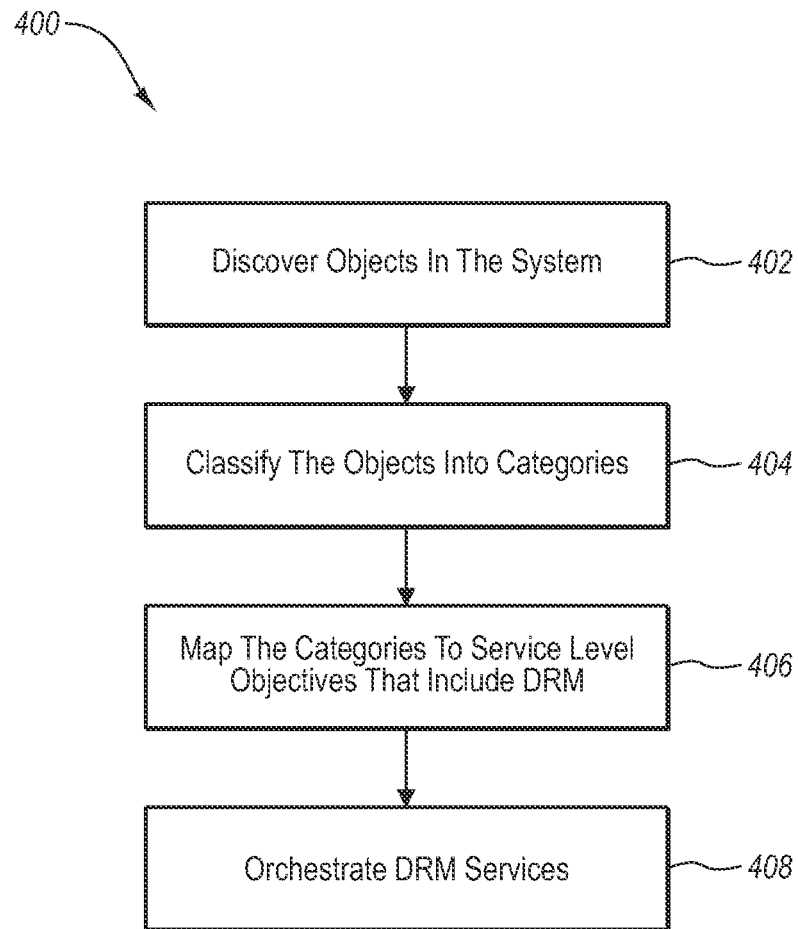 400
Discover Objects In The System
402
Classify The Objects Into Categories
404
Map The Categories To Service Level
Objectives That Include DRM
406
Orchestrate DRM Services
408